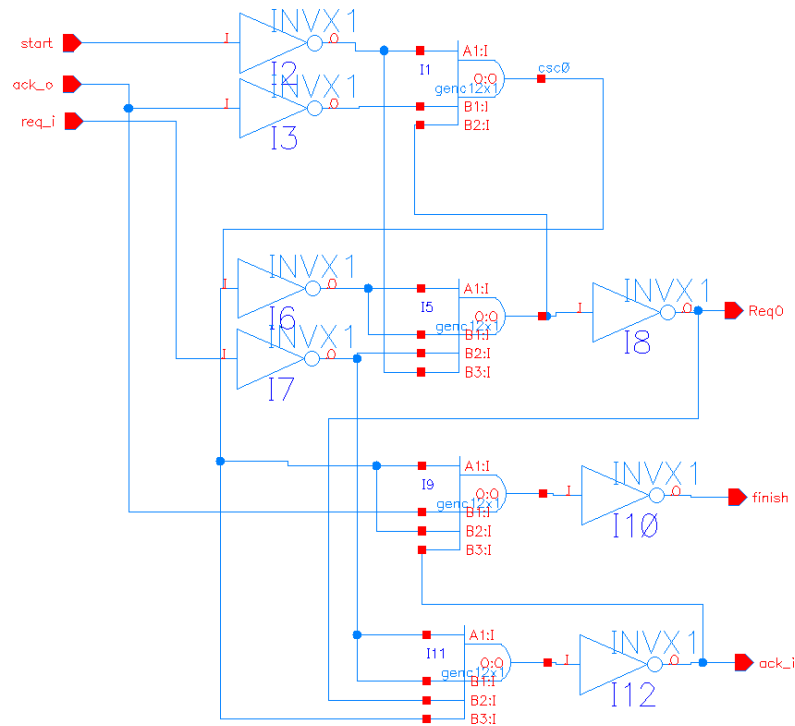 INVX1
start
I
O
I2
A1:I
I1
O:O
csc0
genc12x1
ack_o
INVX1
I
O
B1:I
req_i
B2:I
I3
INVX1
I
O
A1:I
INVX1
I6
I5
O:O
I
O
Req0
genc12x1
INVX1
B1:I
I
O
B2:I
I8
I7
B3:I
A1:I
INVX1
I9
O:O
I
O
finish
genc12x1
B1:I
I10
B2:I
B3:I
A1:I
INVX1
I11
O:O
I
O
ack_i
genc12x1
B1:I
I12
B2:I
B3:I